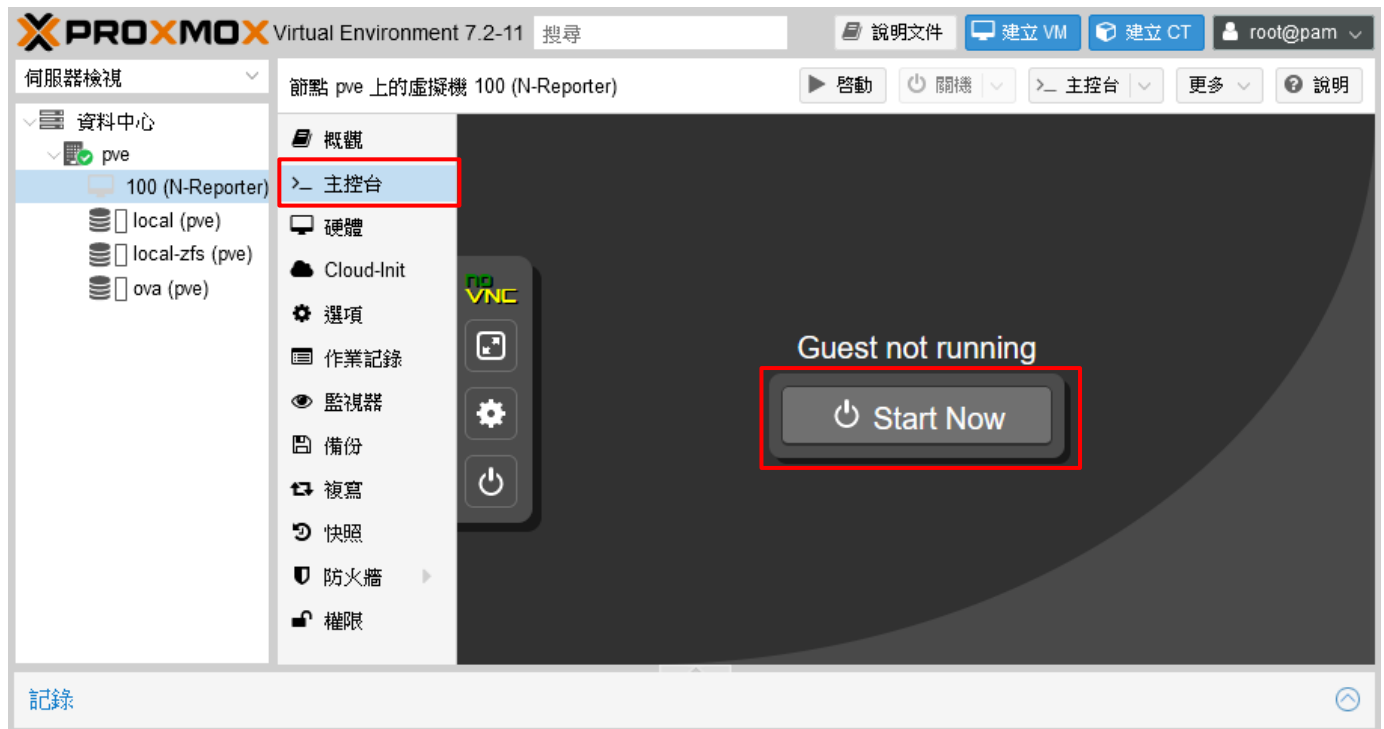 PROXMOX Virtual Environment 7.2-11 搜尋 說明文件 建立 VM 建立 CT root@pam
伺服器檢視
節點 pve 上的虛擬機 100 (N-Reporter) 啟動 關機 >_ 主控台 更多 說明
資料中心
pve
100 (N-Reporter)
local (pve)
local-zfs (pve)
ova (pve)
概觀
>_ 主控台
硬體
Cloud-Init
選項
作業記錄
監視器
備份
複寫
快照
防火牆
權限
no
VNC
Guest not running
Start Now
記錄